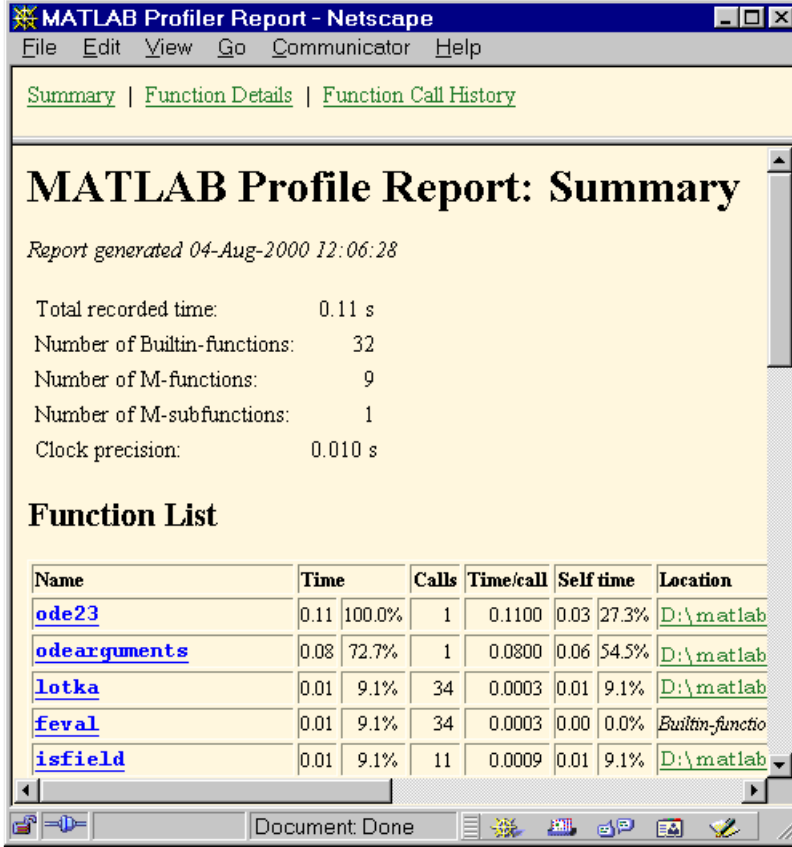 MATLAB Profiler Report - Netscape
File Edit View Go Communicator Help
Summary | Function Details | Function Call History
MATLAB Profile Report: Summary
Report generated 04-Aug-2000 12:06:28
Total recorded time: 0.11 s
Number of Builtin-functions: 32
Number of M-functions: 9
Number of M-subfunctions: 1
Clock precision: 0.010 s
Function List
Name Time Calls Time/call Self time Location
ode23 0.11 100.0% 1 0.1100 0.03 27.3% D:\matlab
odearguments 0.08 72.7% 1 0.0800 0.06 54.5% D:\matlab
lotka 0.01 9.1% 34 0.0003 0.01 9.1% D:\matlab
feval 0.01 9.1% 34 0.0003 0.00 0.0% Builtin-functio
isfield 0.01 9.1% 11 0.0009 0.01 9.1% D:\matlab
Document: Done